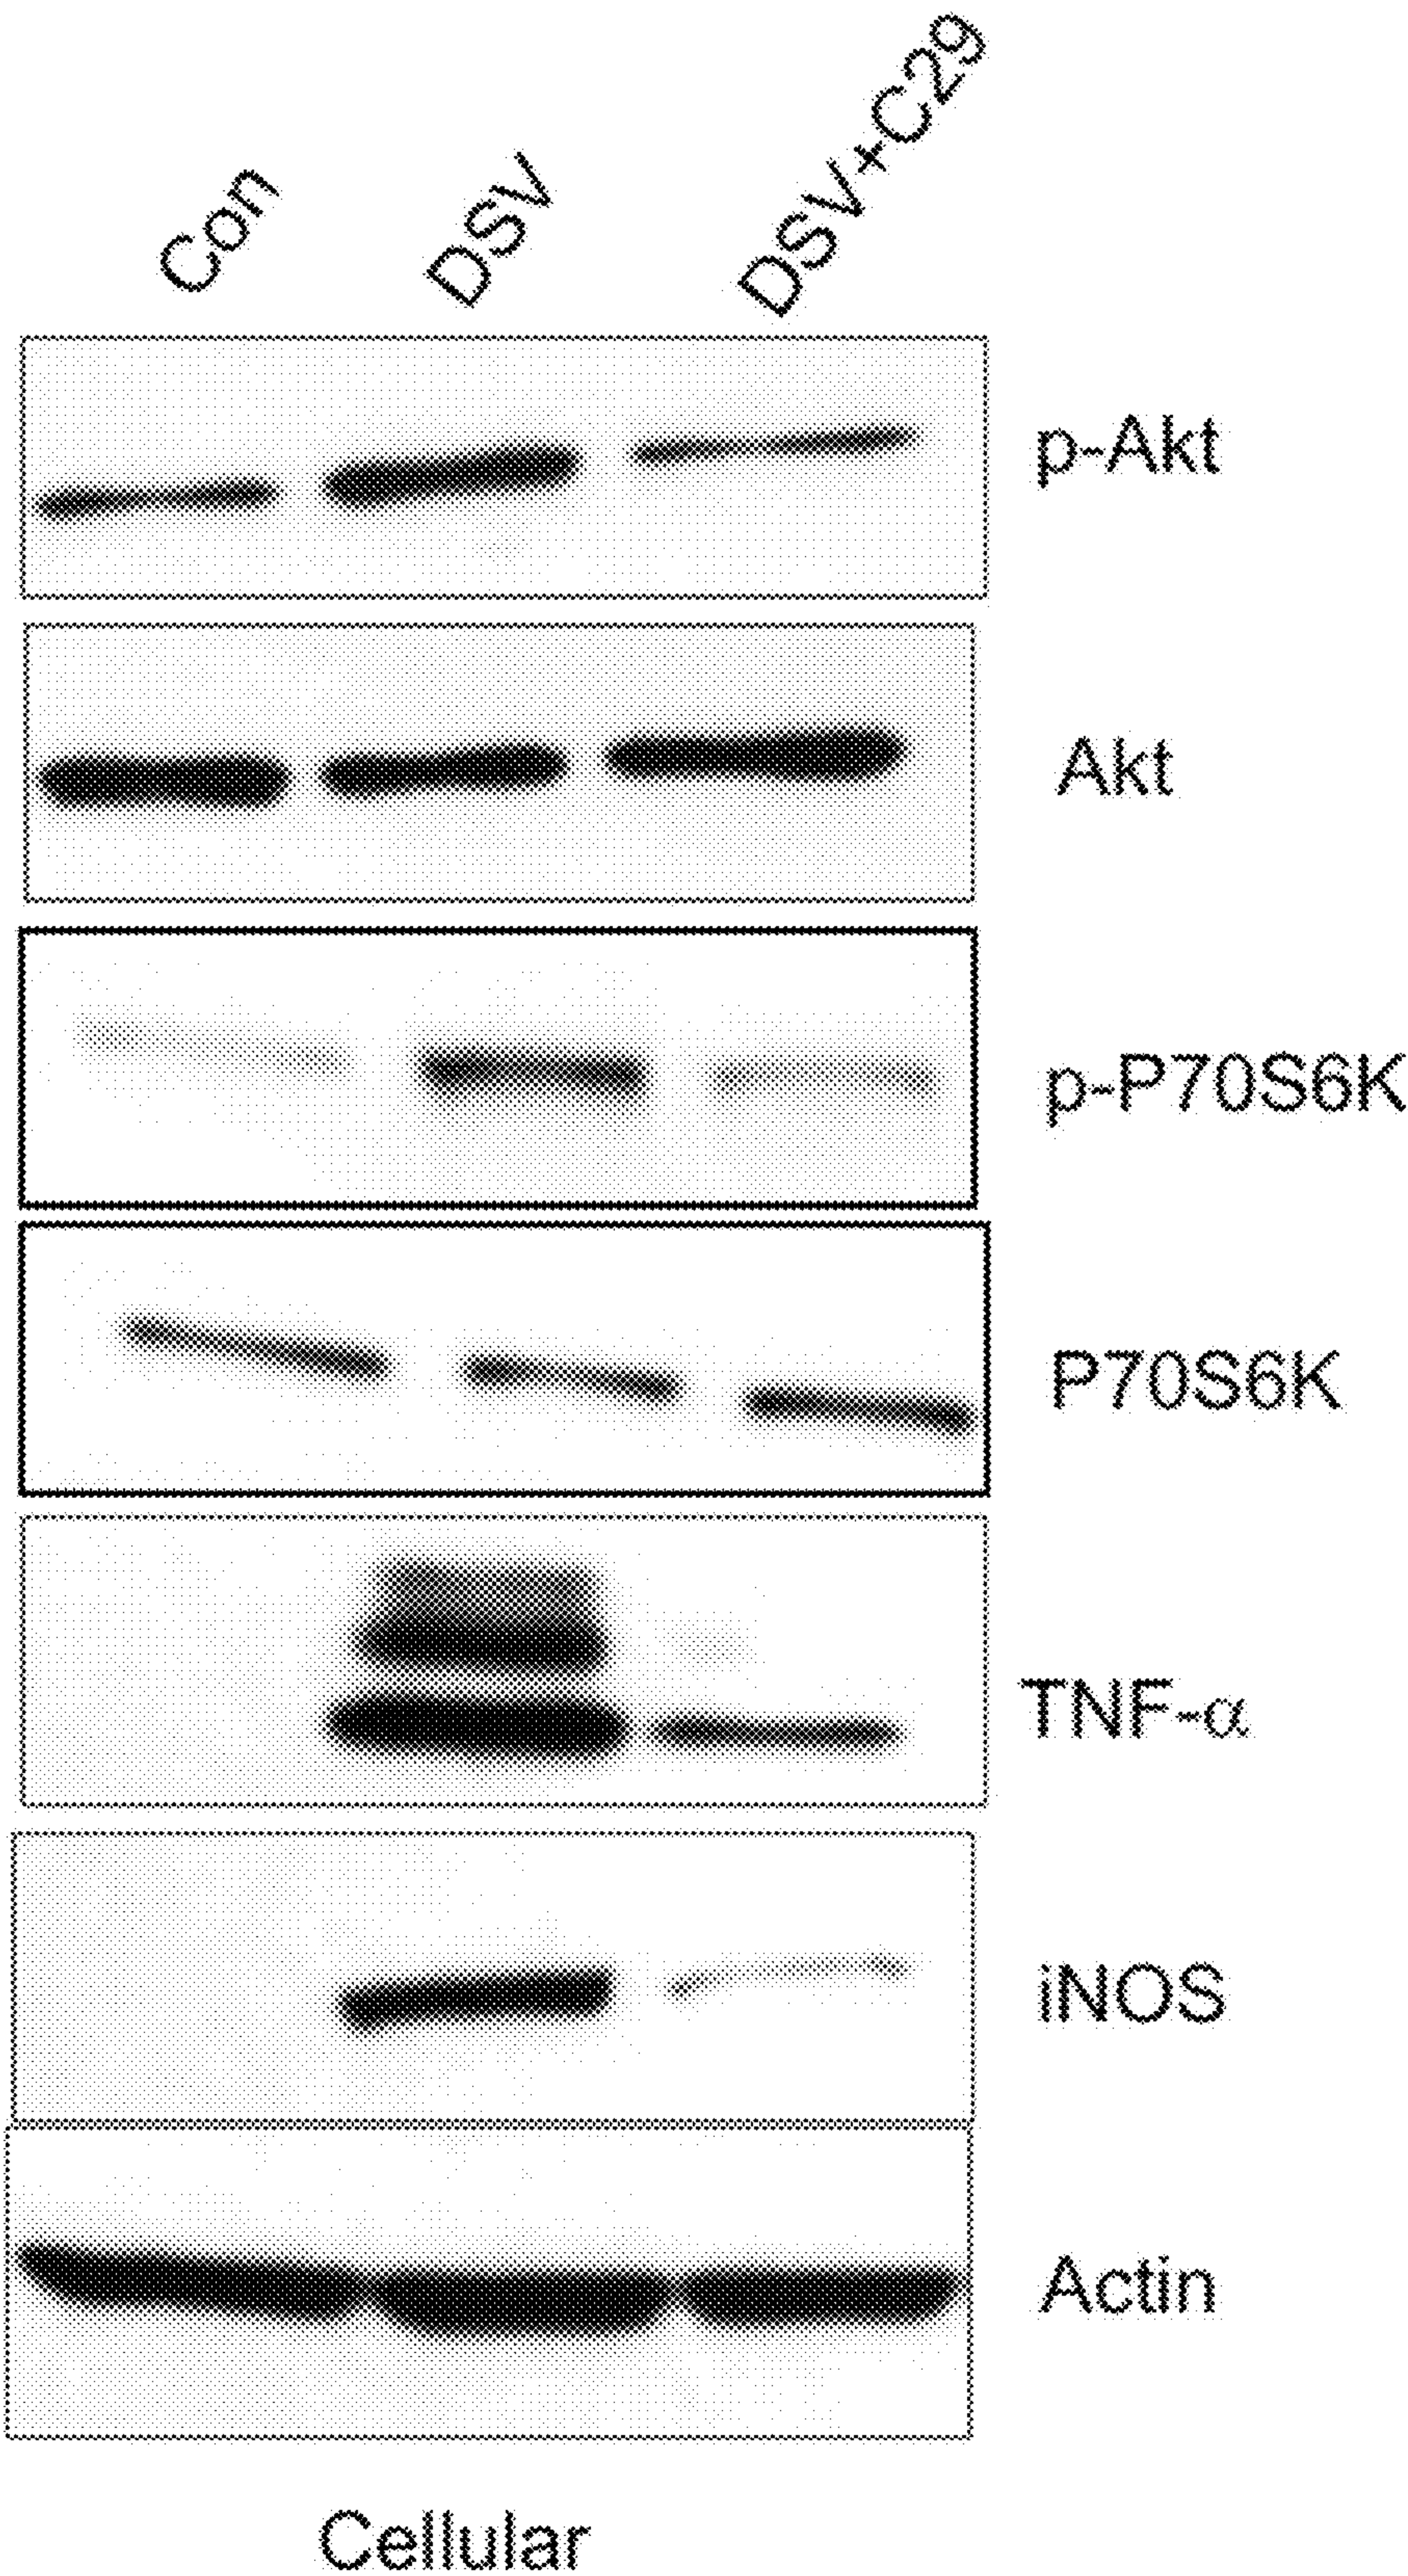 Con
DSV
DSV+C29
p-Akt
Akt
p-P70S6K
P70S6K
TNF-α
iNOS
Actin
Cellular